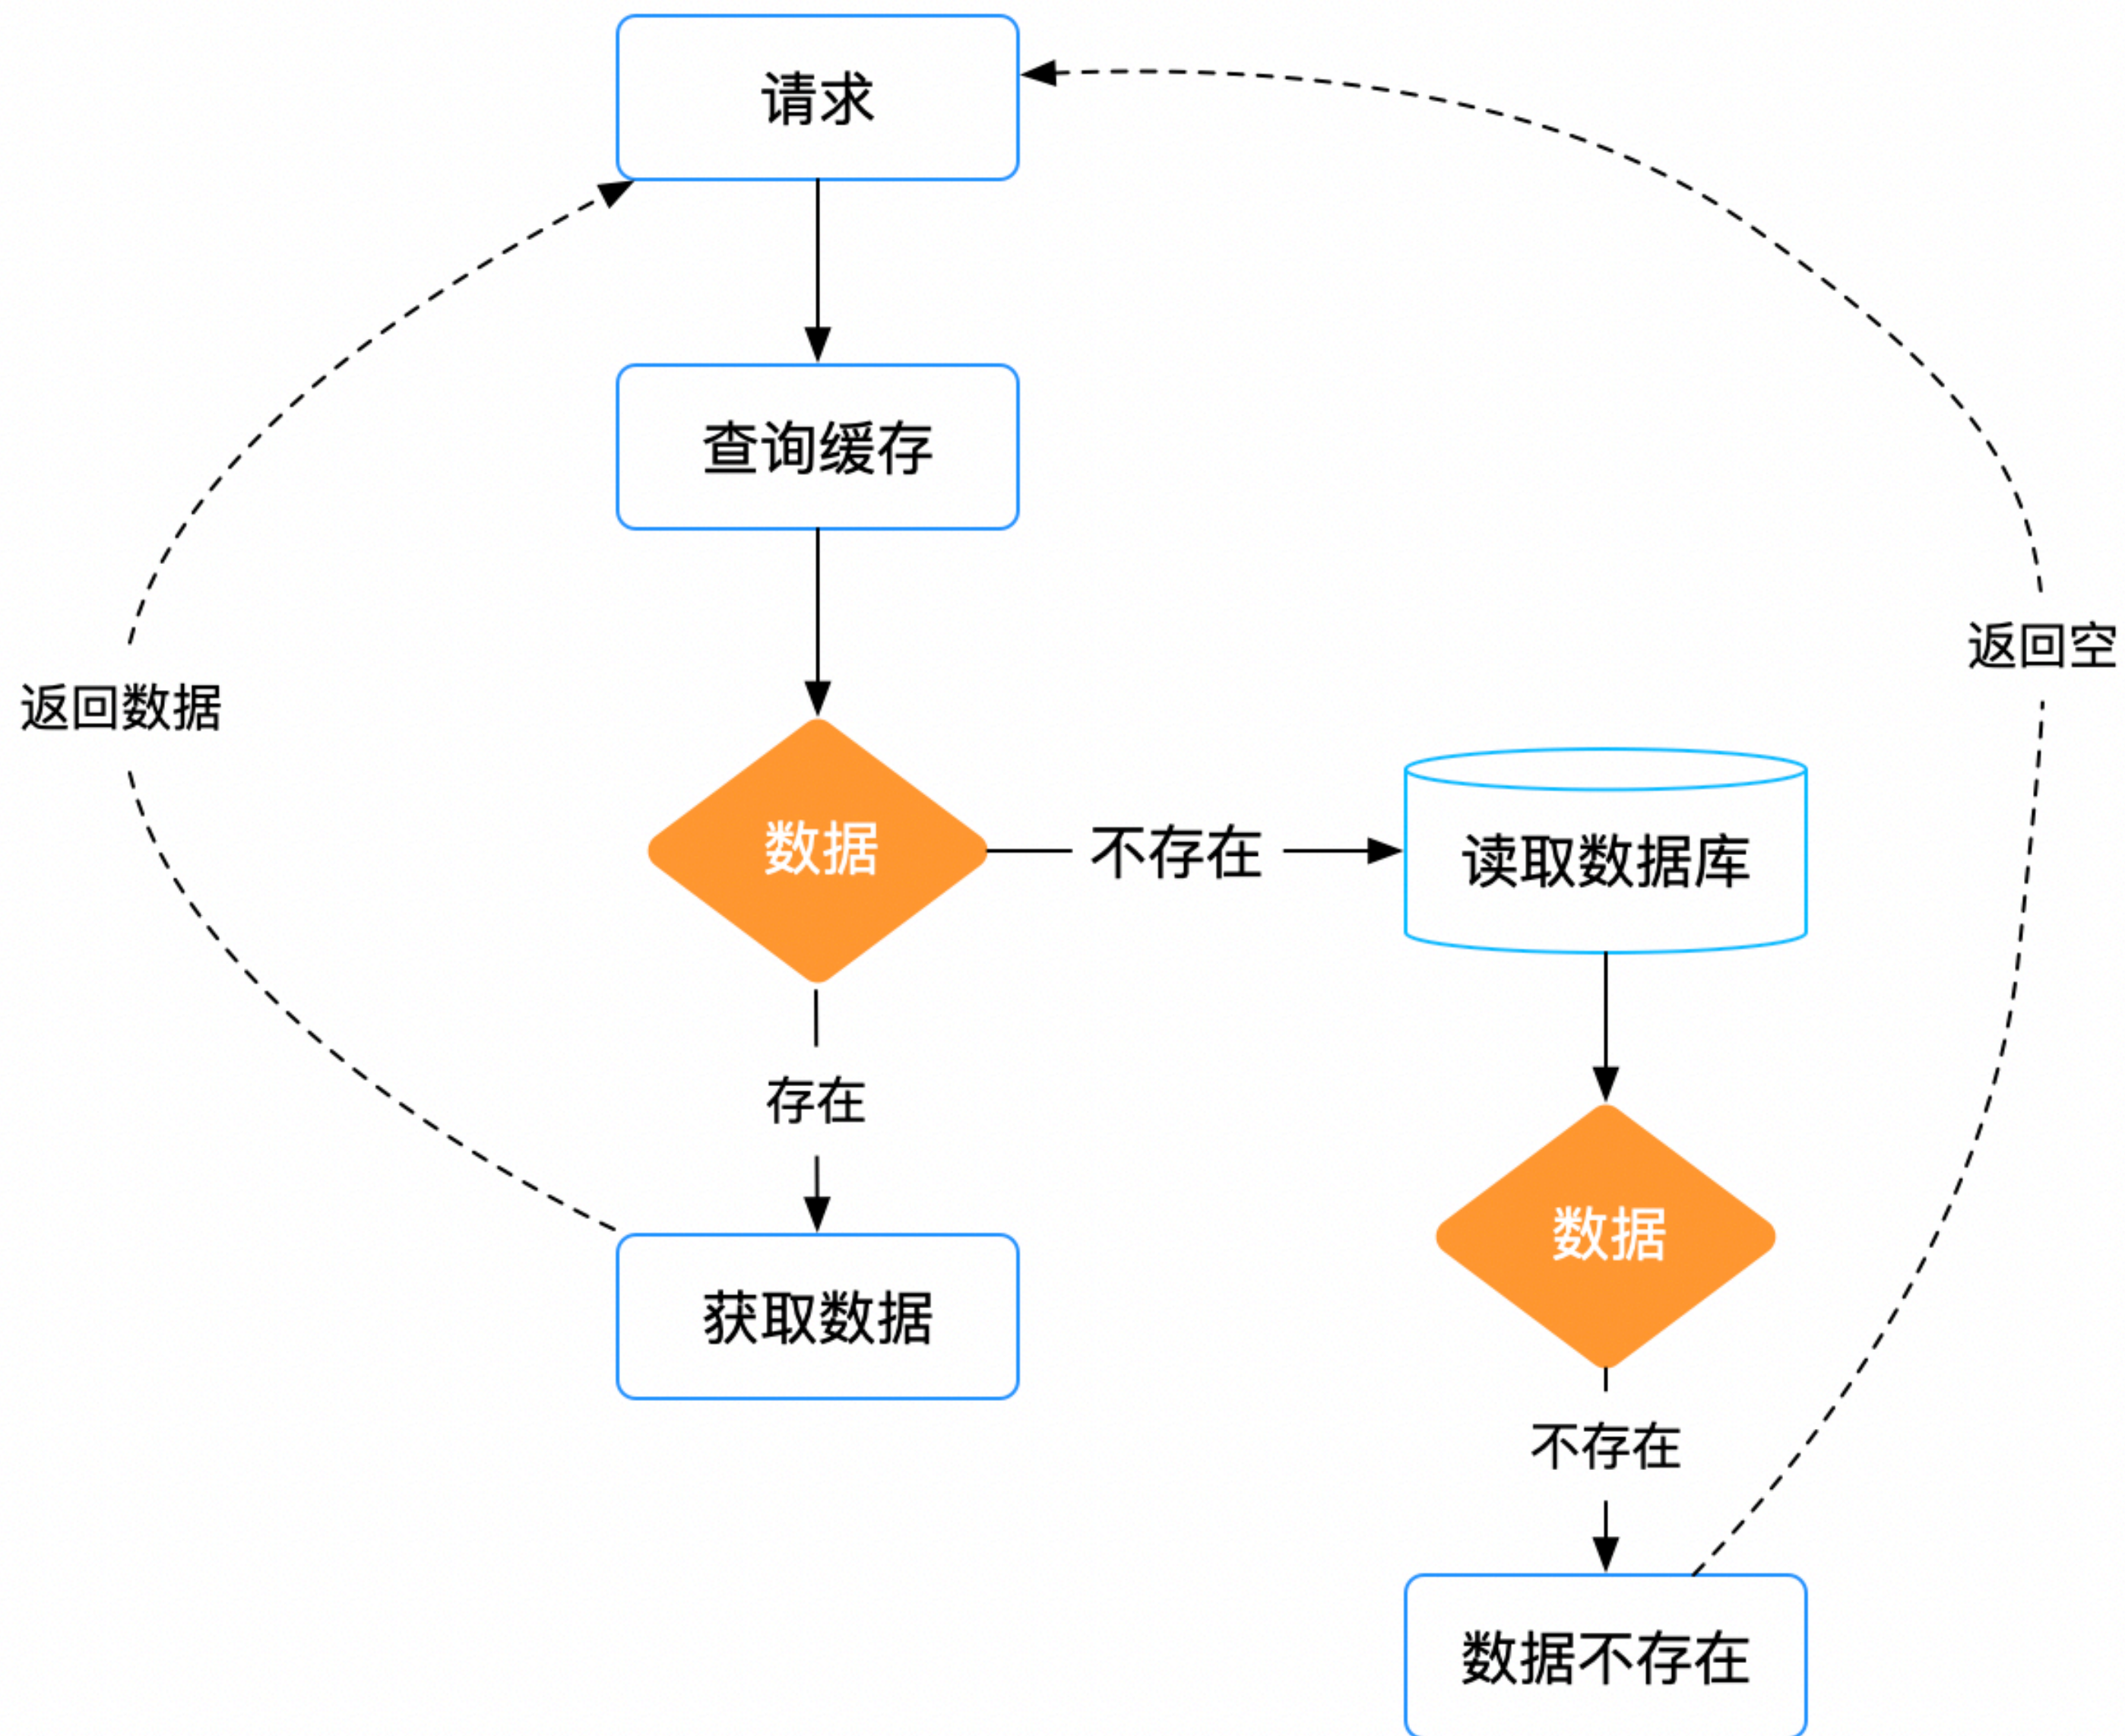 请求
查询缓存
返回空
返回数据
数据
不存在
读取数据库
存在
数据
获取数据
不存在
数据不存在